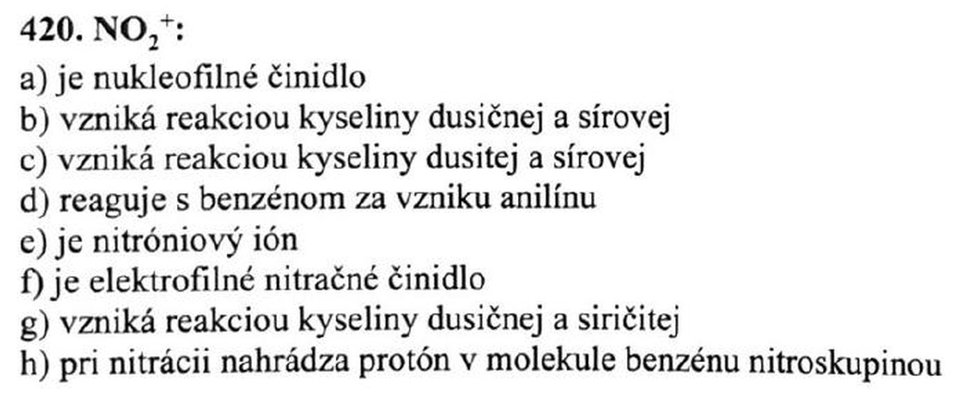 420. NO₂⁺:
a) je nukleofilné činidlo
b) vzniká reakciou kyseliny dusičnej a sírovej
c) vzniká reakciou kyseliny dusitej a sírovej
d) reaguje s benzénom za vzniku anilínu
e) je nitróniový ión
f) je elektrofilné nitračné činidlo
g) vzniká reakciou kyseliny dusičnej a siričitej
h) pri nitrácii nahrádza protón v molekule benzénu nitroskupinou